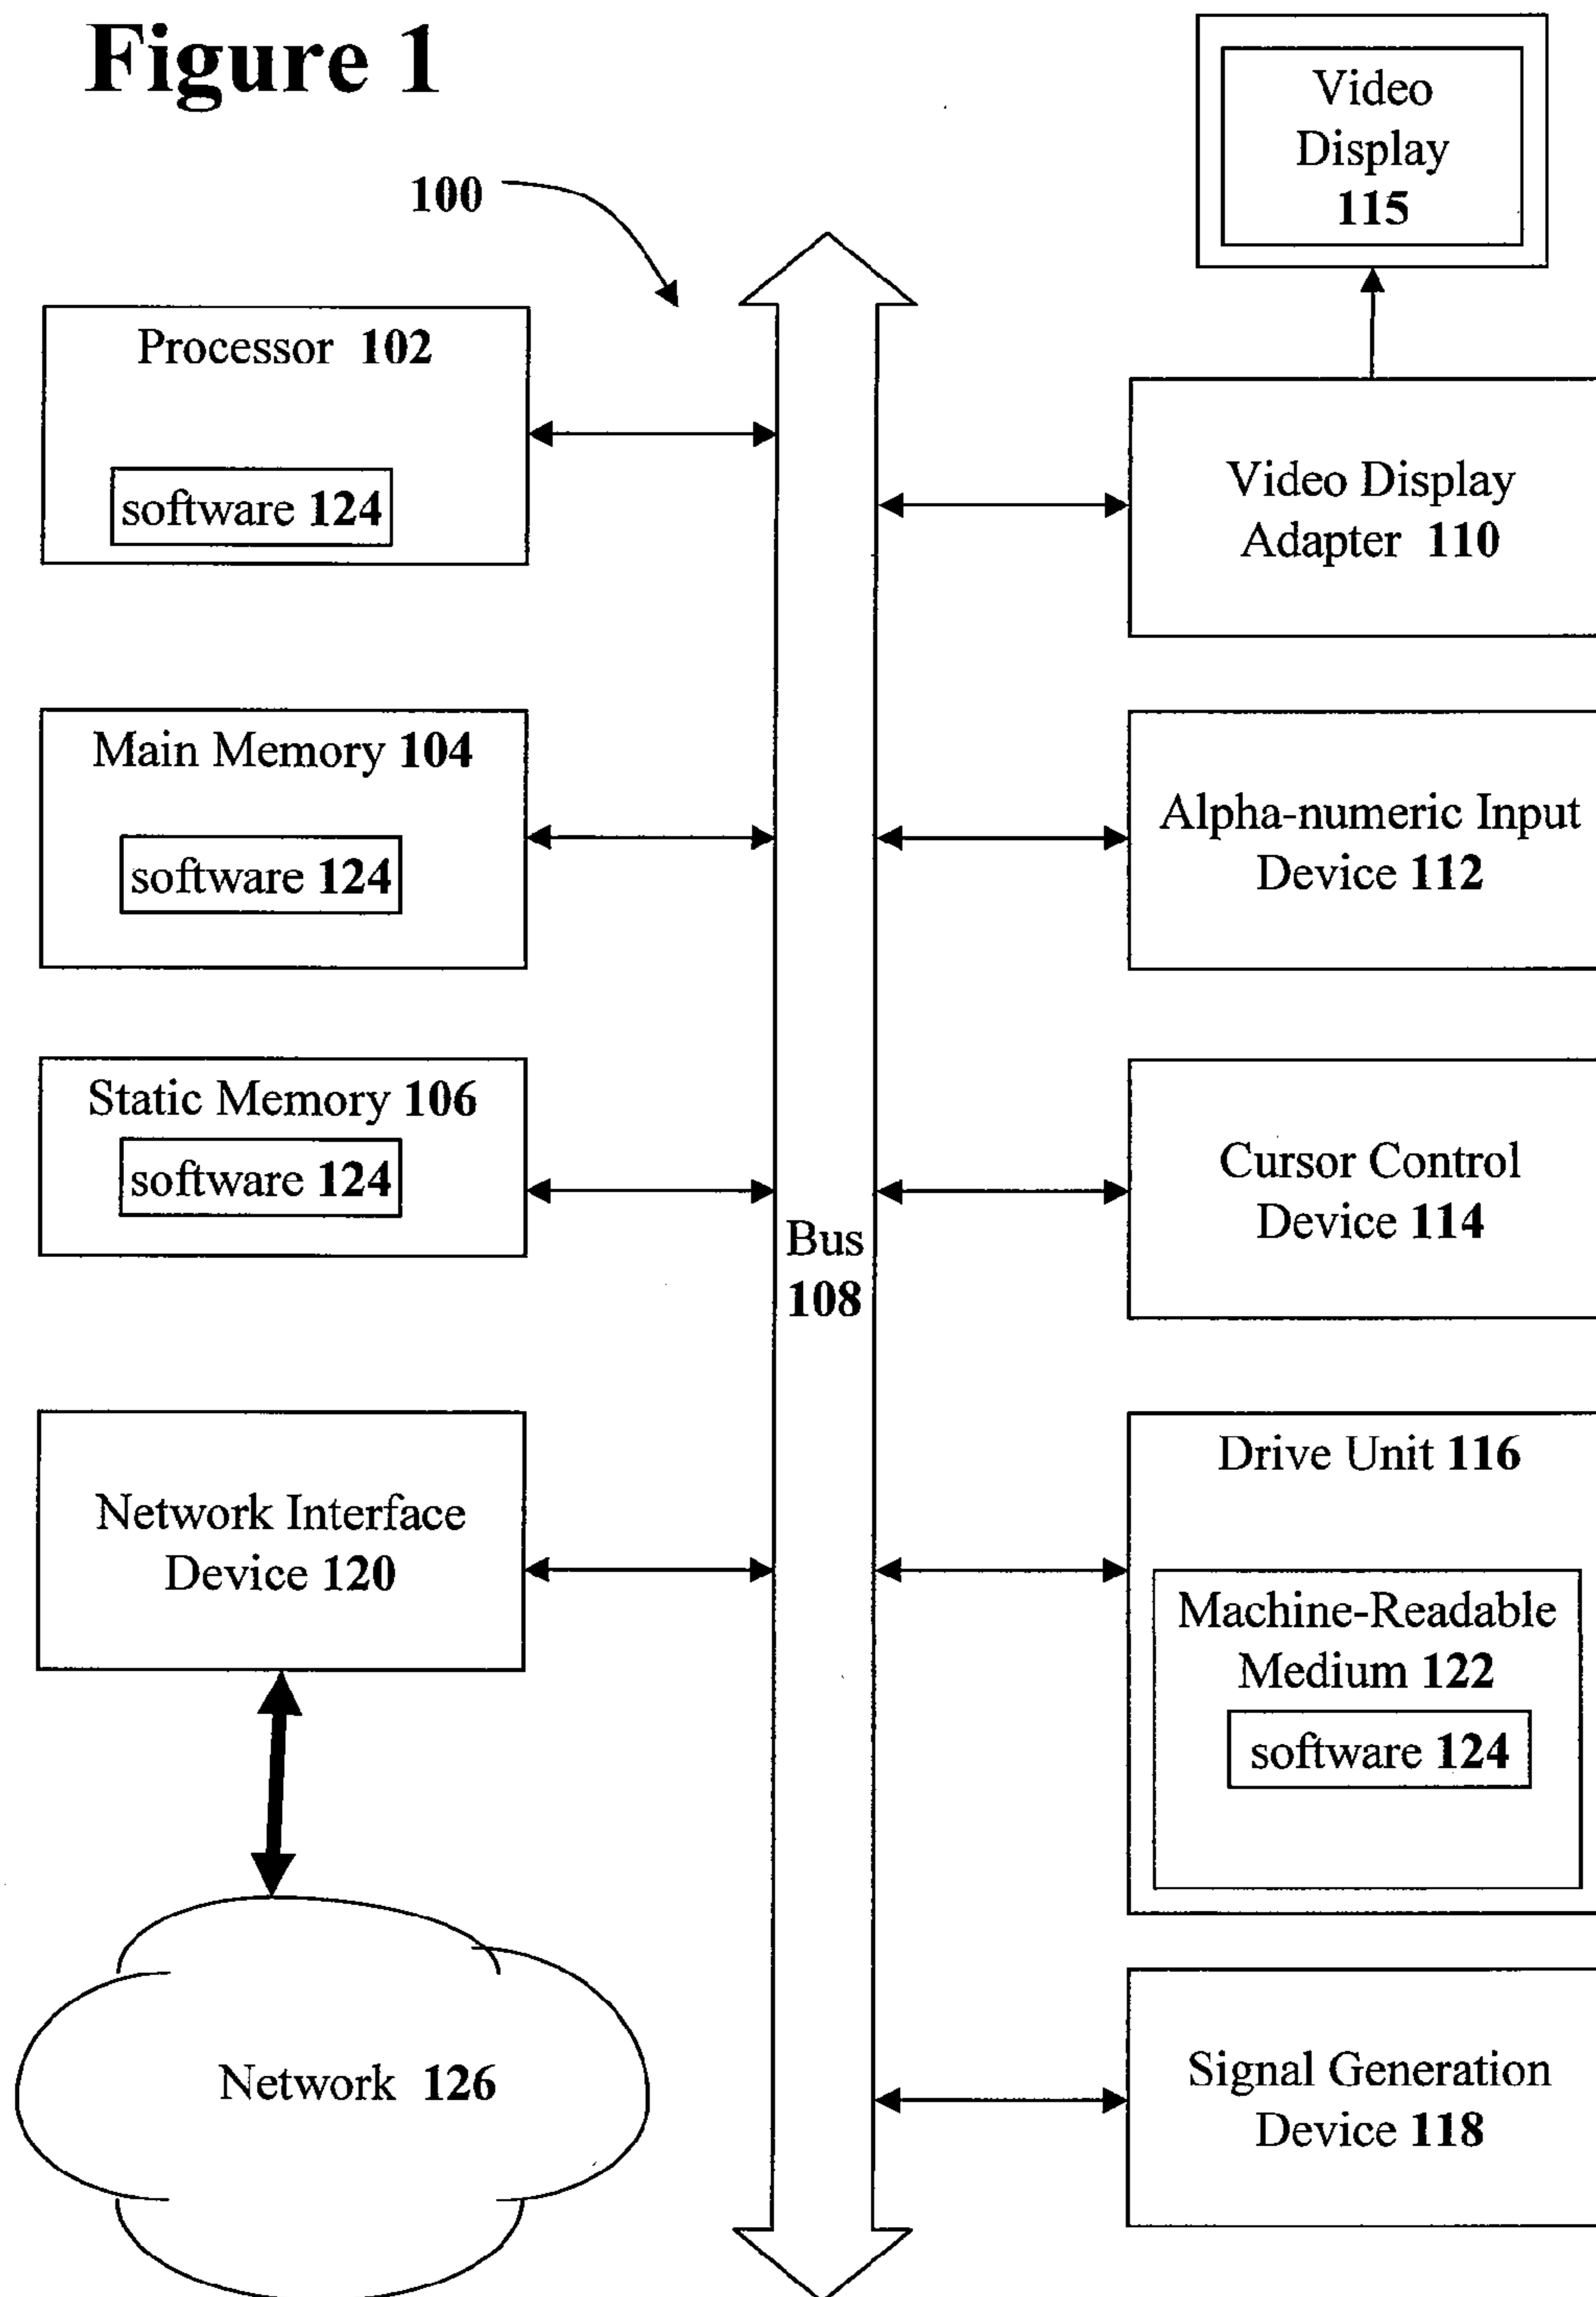 Figure 1
100
Video
Display
115
Processor 102
software 124
Video Display
Adapter 110
Main Memory 104
software 124
Alpha-numeric Input
Device 112
Static Memory 106
software 124
Cursor Control
Device 114
Bus
108
Network Interface
Device 120
Drive Unit 116
Machine-Readable
Medium 122
software 124
Network 126
Signal Generation
Device 118